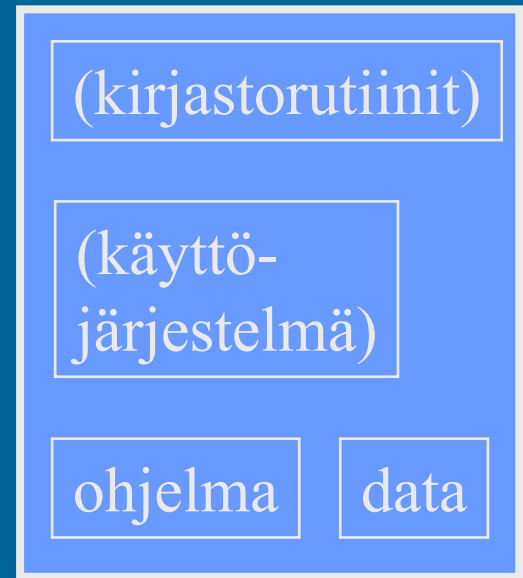 (kirjastorutiinit)
(käyttö-
järjestelmä)
ohjelma
data